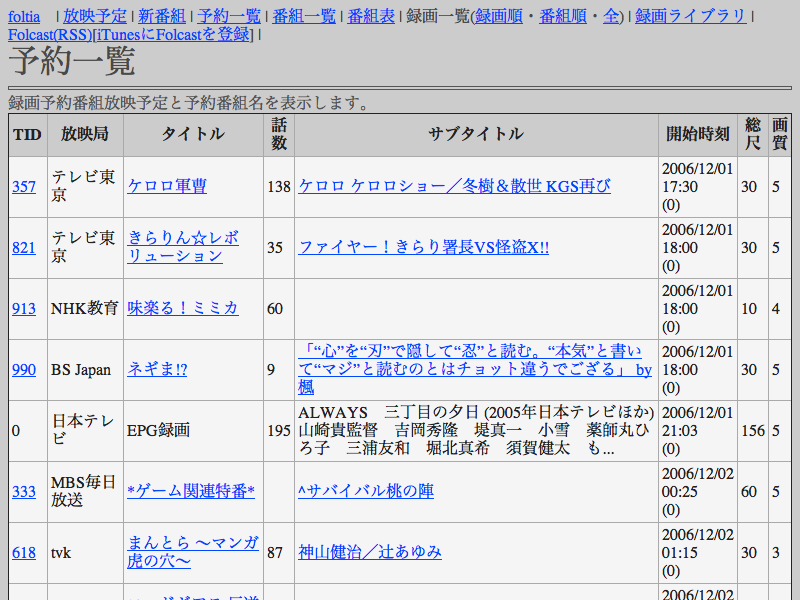 foltia | 放映予定 | 新番組 | 予約一覧 | 番組一覧 | 番組表 | 録画一覧(録画順・番組順・全) | 録画ライブラリ |
Folcast(RSS)[iTunesにFolcastを登録] |
予約一覧
録画予約番組放映予定と予約番組名を表示します。
TID 放映局 タイトル 話数 サブタイトル 開始時刻 総尺 画質
357 テレビ東京 ケロロ軍曹 138 ケロロ ケロロショー／冬樹＆散世 KGS再び 2006/12/01 17:30 (0) 30 5
821 テレビ東京 きらりん☆レボリューション 35 ファイヤー！きらり署長VS怪盗X!! 2006/12/01 18:00 (0) 30 5
913 NHK教育 味楽る！ミミカ 60 2006/12/01 18:00 (0) 10 4
990 BS Japan ネギま!? 9 「“心”を“刃”で隠して“忍”と読む。“本気”と書いて“マジ”と読むのとはチョット違うでござる」 by 楓 2006/12/01 18:00 (0) 30 5
0 日本テレビ EPG録画 195 ALWAYS　三丁目の夕日 (2005年日本テレビほか) 山崎貴監督　吉岡秀隆　堤真一　小雪　薬師丸ひろ子　三浦友和　堀北真希　須賀健太　も... 2006/12/01 21:03 (0) 156 5
333 MBS毎日放送 *ゲーム関連特番* ^サバイバル桃の陣 2006/12/02 00:25 (0) 60 5
618 tvk まんとら ～マンガ虎の穴～ 87 神山健治／辻あゆみ 2006/12/02 01:15 (0) 30 3
2006/12/02